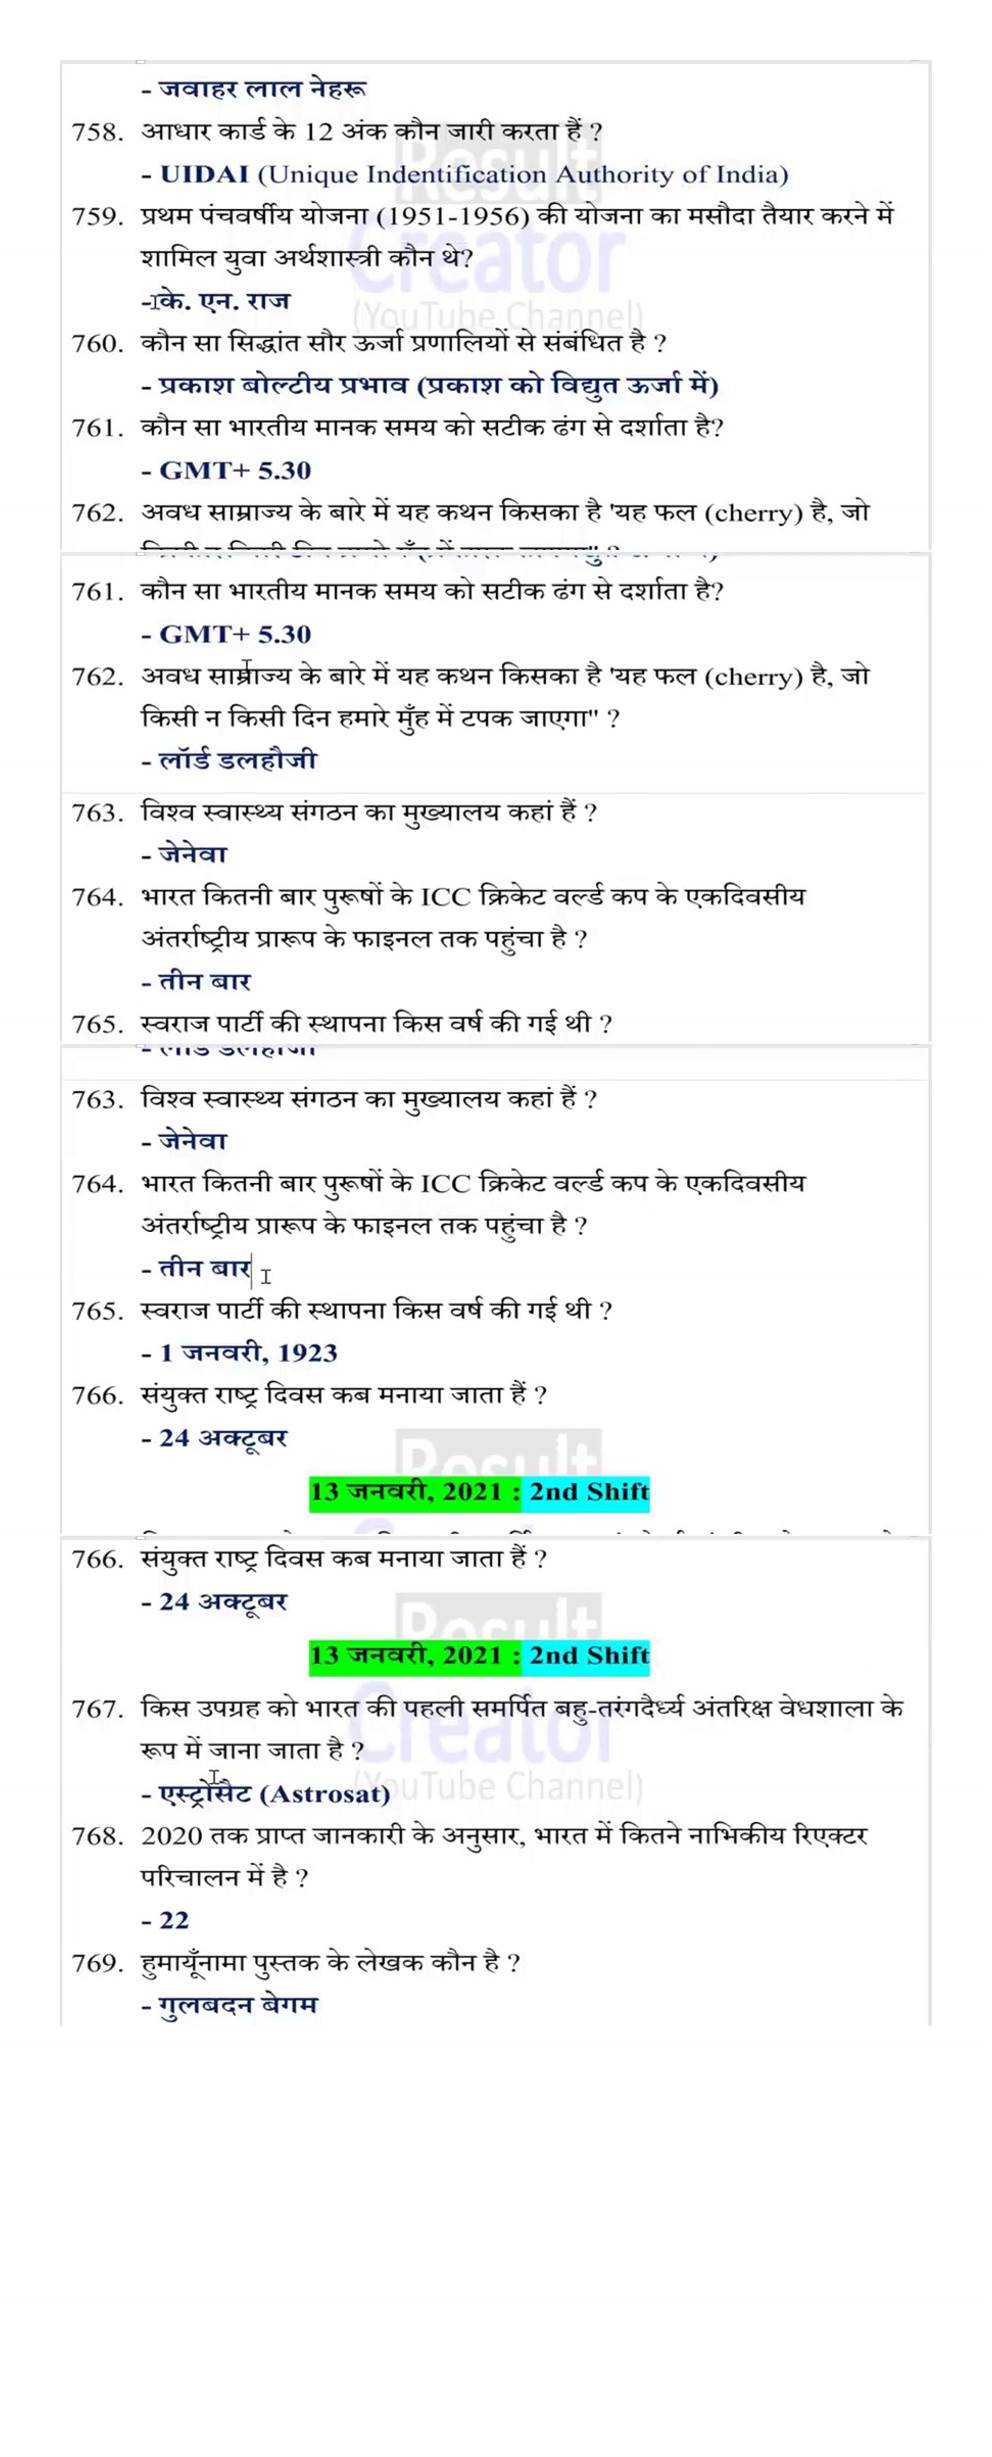 - जवाहर लाल नेहरू
758. आधार कार्ड के 12 अंक कौन जारी करता हैं ?
- UIDAI (Unique Indentification Authority of India)
759. प्रथम पंचवर्षीय योजना (1951-1956) की योजना का मसौदा तैयार करने में
शामिल युवा अर्थशास्त्री कौन थे?
- के. एन. राज
760. कौन सा सिद्धांत सौर ऊर्जा प्रणालियों से संबंधित है ?
- प्रकाश बोल्टीय प्रभाव (प्रकाश को विद्युत ऊर्जा में)
761. कौन सा भारतीय मानक समय को सटीक ढंग से दर्शाता है?
- GMT+ 5.30
762. अवध साम्राज्य के बारे में यह कथन किसका है 'यह फल (cherry) है, जो
761. कौन सा भारतीय मानक समय को सटीक ढंग से दर्शाता है?
- GMT+ 5.30
762. अवध साम्राज्य के बारे में यह कथन किसका है 'यह फल (cherry) है, जो
किसी न किसी दिन हमारे मुँह में टपक जाएगा" ?
- लॉर्ड डलहौजी
763. विश्व स्वास्थ्य संगठन का मुख्यालय कहां हैं ?
- जेनेवा
764. भारत कितनी बार पुरूषों के ICC क्रिकेट वर्ल्ड कप के एकदिवसीय
अंतर्राष्ट्रीय प्रारूप के फाइनल तक पहुंचा है ?
- तीन बार
765. स्वराज पार्टी की स्थापना किस वर्ष की गई थी ?
763. विश्व स्वास्थ्य संगठन का मुख्यालय कहां हैं ?
- जेनेवा
764. भारत कितनी बार पुरूषों के ICC क्रिकेट वर्ल्ड कप के एकदिवसीय
अंतर्राष्ट्रीय प्रारूप के फाइनल तक पहुंचा है ?
- तीन बार
765. स्वराज पार्टी की स्थापना किस वर्ष की गई थी ?
- 1 जनवरी, 1923
766. संयुक्त राष्ट्र दिवस कब मनाया जाता हैं ?
- 24 अक्टूबर
13 जनवरी, 2021 : 2nd Shift
766. संयुक्त राष्ट्र दिवस कब मनाया जाता हैं ?
- 24 अक्टूबर
13 जनवरी, 2021 : 2nd Shift
767. किस उपग्रह को भारत की पहली समर्पित बहु-तरंगदैर्ध्य अंतरिक्ष वेधशाला के
रूप में जाना जाता है ?
- एस्ट्रोसैट (Astrosat)
768. 2020 तक प्राप्त जानकारी के अनुसार, भारत में कितने नाभिकीय रिएक्टर
परिचालन में है ?
- 22
769. हुमायूँनामा पुस्तक के लेखक कौन है ?
- गुलबदन बेगम
Result
Creator
(YouTube Channel)
Result
Creator
(YouTube Channel)